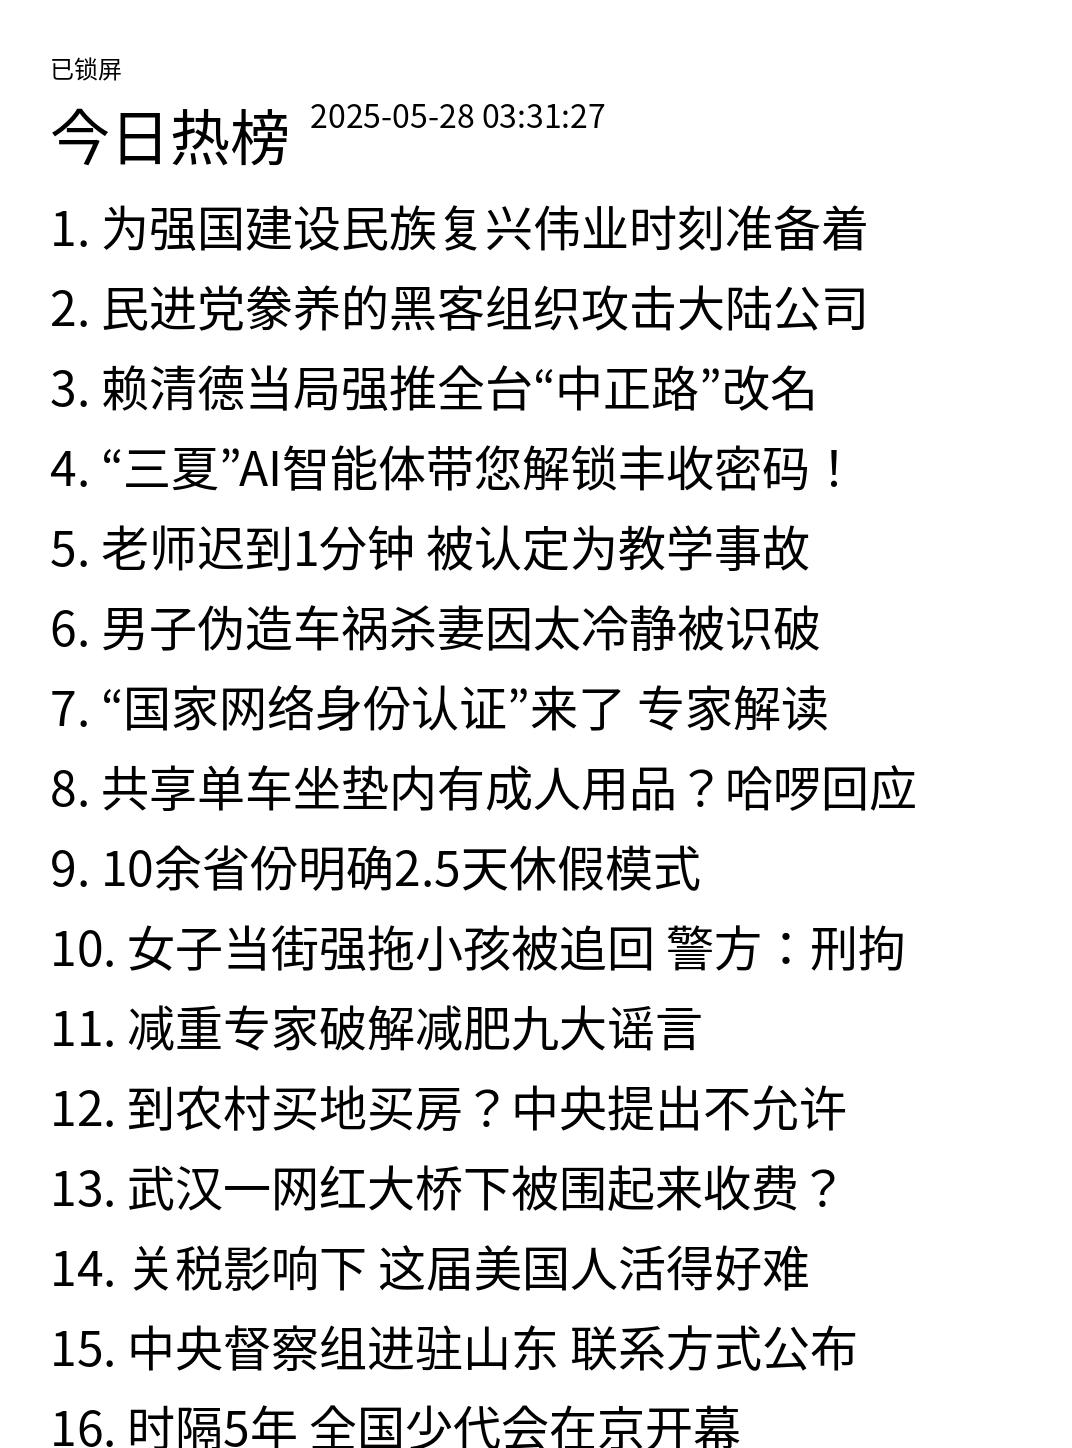 已锁屏
今日热榜 2025-05-28 03:31:27
1. 为强国建设民族复兴伟业时刻准备着
2. 民进党豢养的黑客组织攻击大陆公司
3. 赖清德当局强推全台“中正路”改名
4. “三夏”AI智能体带您解锁丰收密码！
5. 老师迟到1分钟 被认定为教学事故
6. 男子伪造车祸杀妻因太冷静被识破
7. “国家网络身份认证”来了 专家解读
8. 共享单车坐垫内有成人用品？哈啰回应
9. 10余省份明确2.5天休假模式
10. 女子当街强拖小孩被追回 警方：刑拘
11. 减重专家破解减肥九大谣言
12. 到农村买地买房？中央提出不允许
13. 武汉一网红大桥下被围起来收费？
14. 关税影响下 这届美国人活得好难
15. 中央督察组进驻山东 联系方式公布
16. 时隔5年 全国少代会在京开幕